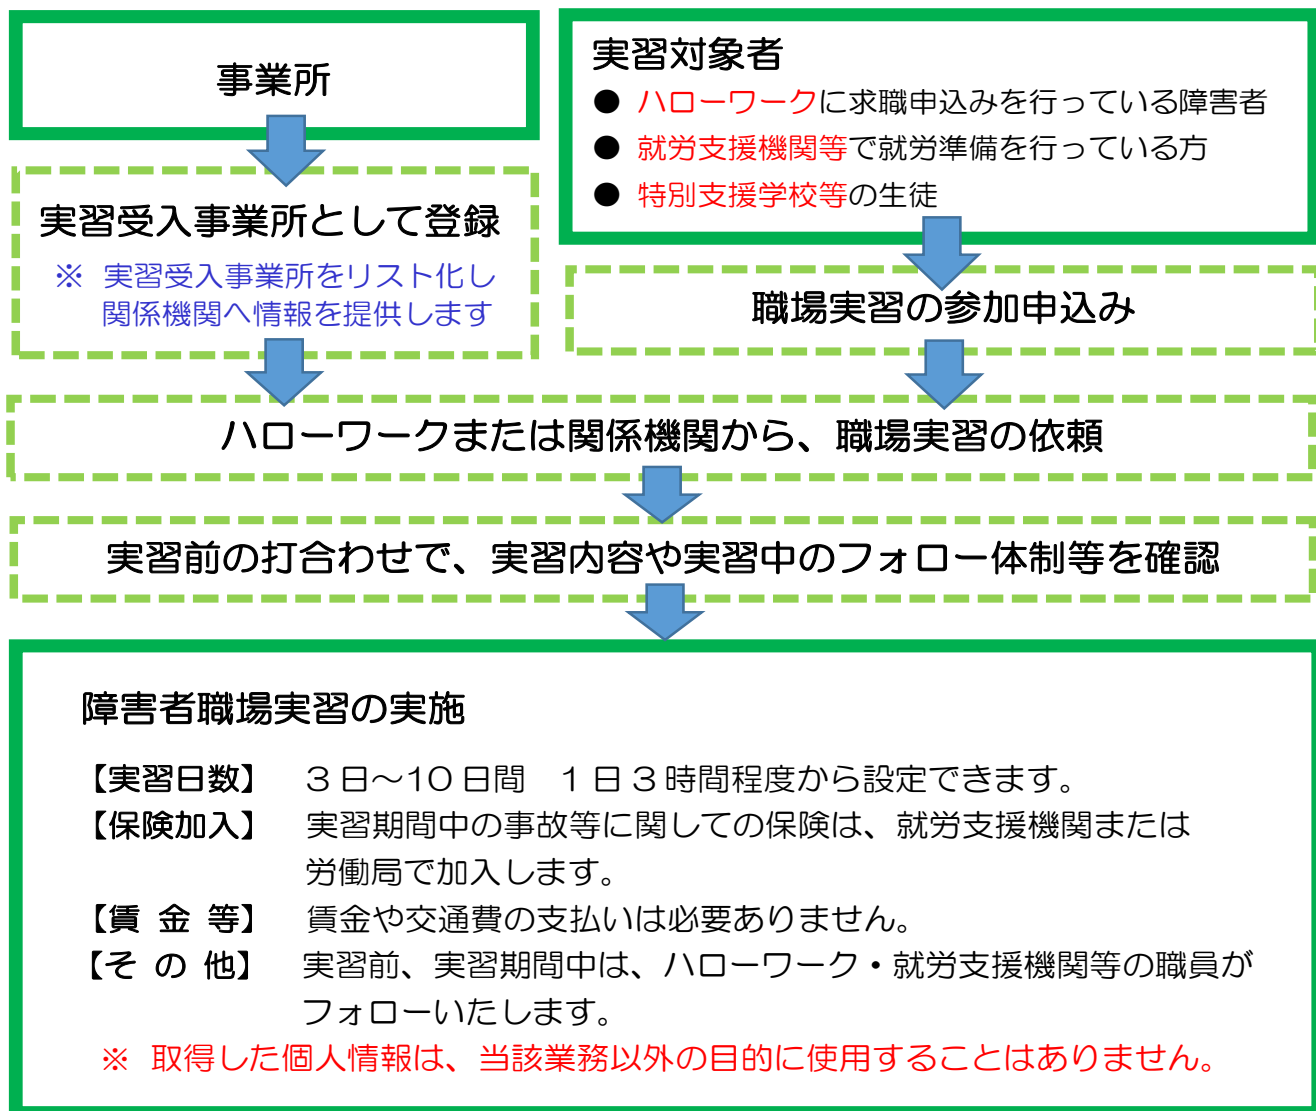 事業所
実習受入事業所として登録
※ 実習受入事業所をリスト化し
関係機関へ情報を提供します
実習対象者
● ハローワークに求職申込みを行っている障害者
● 就労支援機関等で就労準備を行っている方
● 特別支援学校等の生徒
職場実習の参加申込み
ハローワークまたは関係機関から、職場実習の依頼
実習前の打合わせで、実習内容や実習中のフォロー体制等を確認
障害者職場実習の実施
【実習日数】 3日～10日間 1日3時間程度から設定できます。
【保険加入】 実習期間中の事故等に関しての保険は、就労支援機関または
労働局で加入します。
【賃 金 等】 賃金や交通費の支払いは必要ありません。
【そ の 他】 実習前、実習期間中は、ハローワーク・就労支援機関等の職員が
フォローいたします。
※ 取得した個人情報は、当該業務以外の目的に使用することはありません。